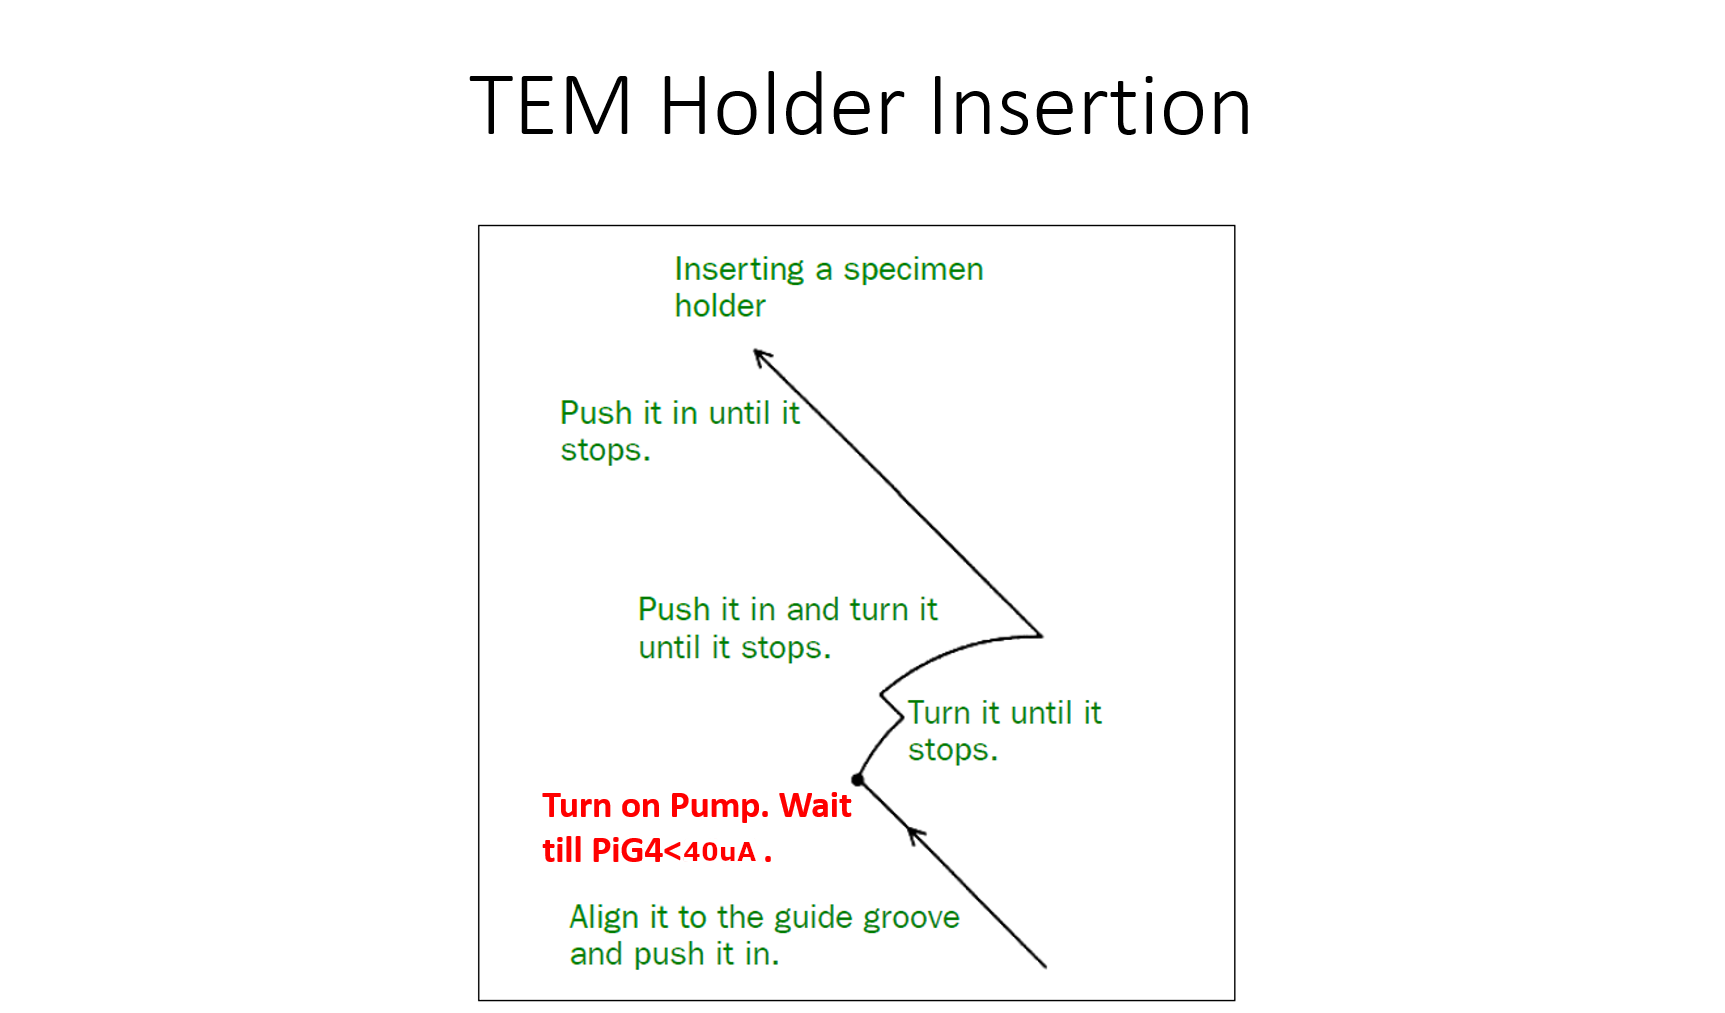 TEM Holder Insertion
Inserting a specimen
holder
Push it in until it
stops.
Push it in and turn it
until it stops.
Turn it until it
stops.
Turn on Pump. Wait
till PiG4<40uA .
Align it to the guide groove
and push it in.